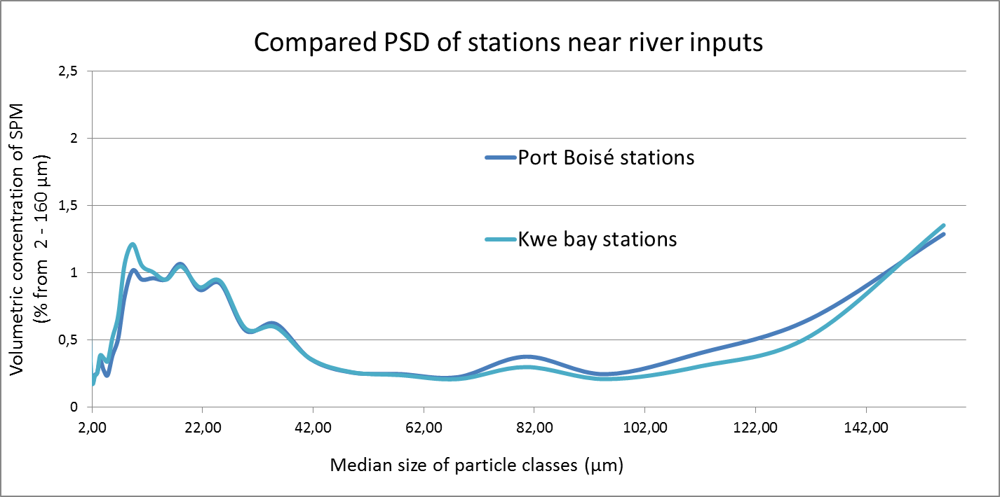 Compared PSD of stations near river inputs
Volumetric concentration of SPM
(% from 2 - 160 µm)
2,5
2
1,5
1
0,5
0
Port Boisé stations
Kwe bay stations
2,00 22,00 42,00 62,00 82,00 102,00 122,00 142,00
Median size of particle classes (µm)